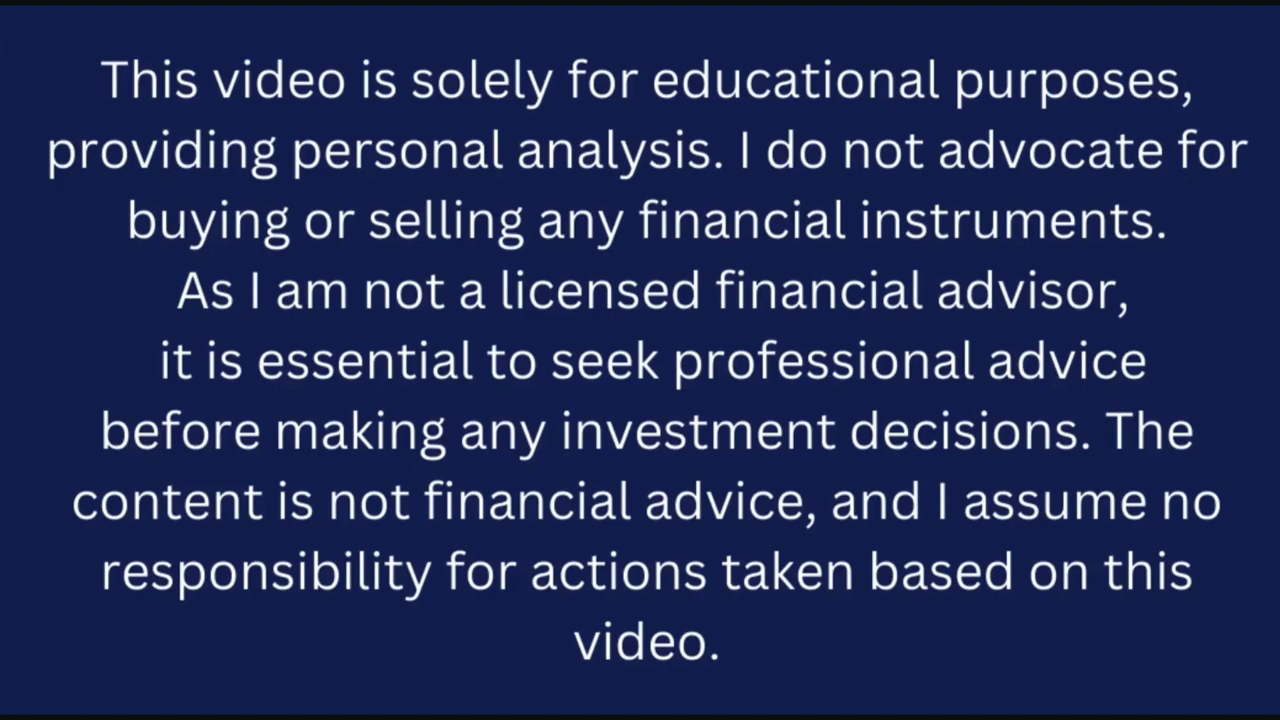 This video is solely for educational purposes,
providing personal analysis. I do not advocate for
buying or selling any financial instruments.
As I am not a licensed financial advisor,
it is essential to seek professional advice
before making any investment decisions. The
content is not financial advice, and I assume no
responsibility for actions taken based on this
video.